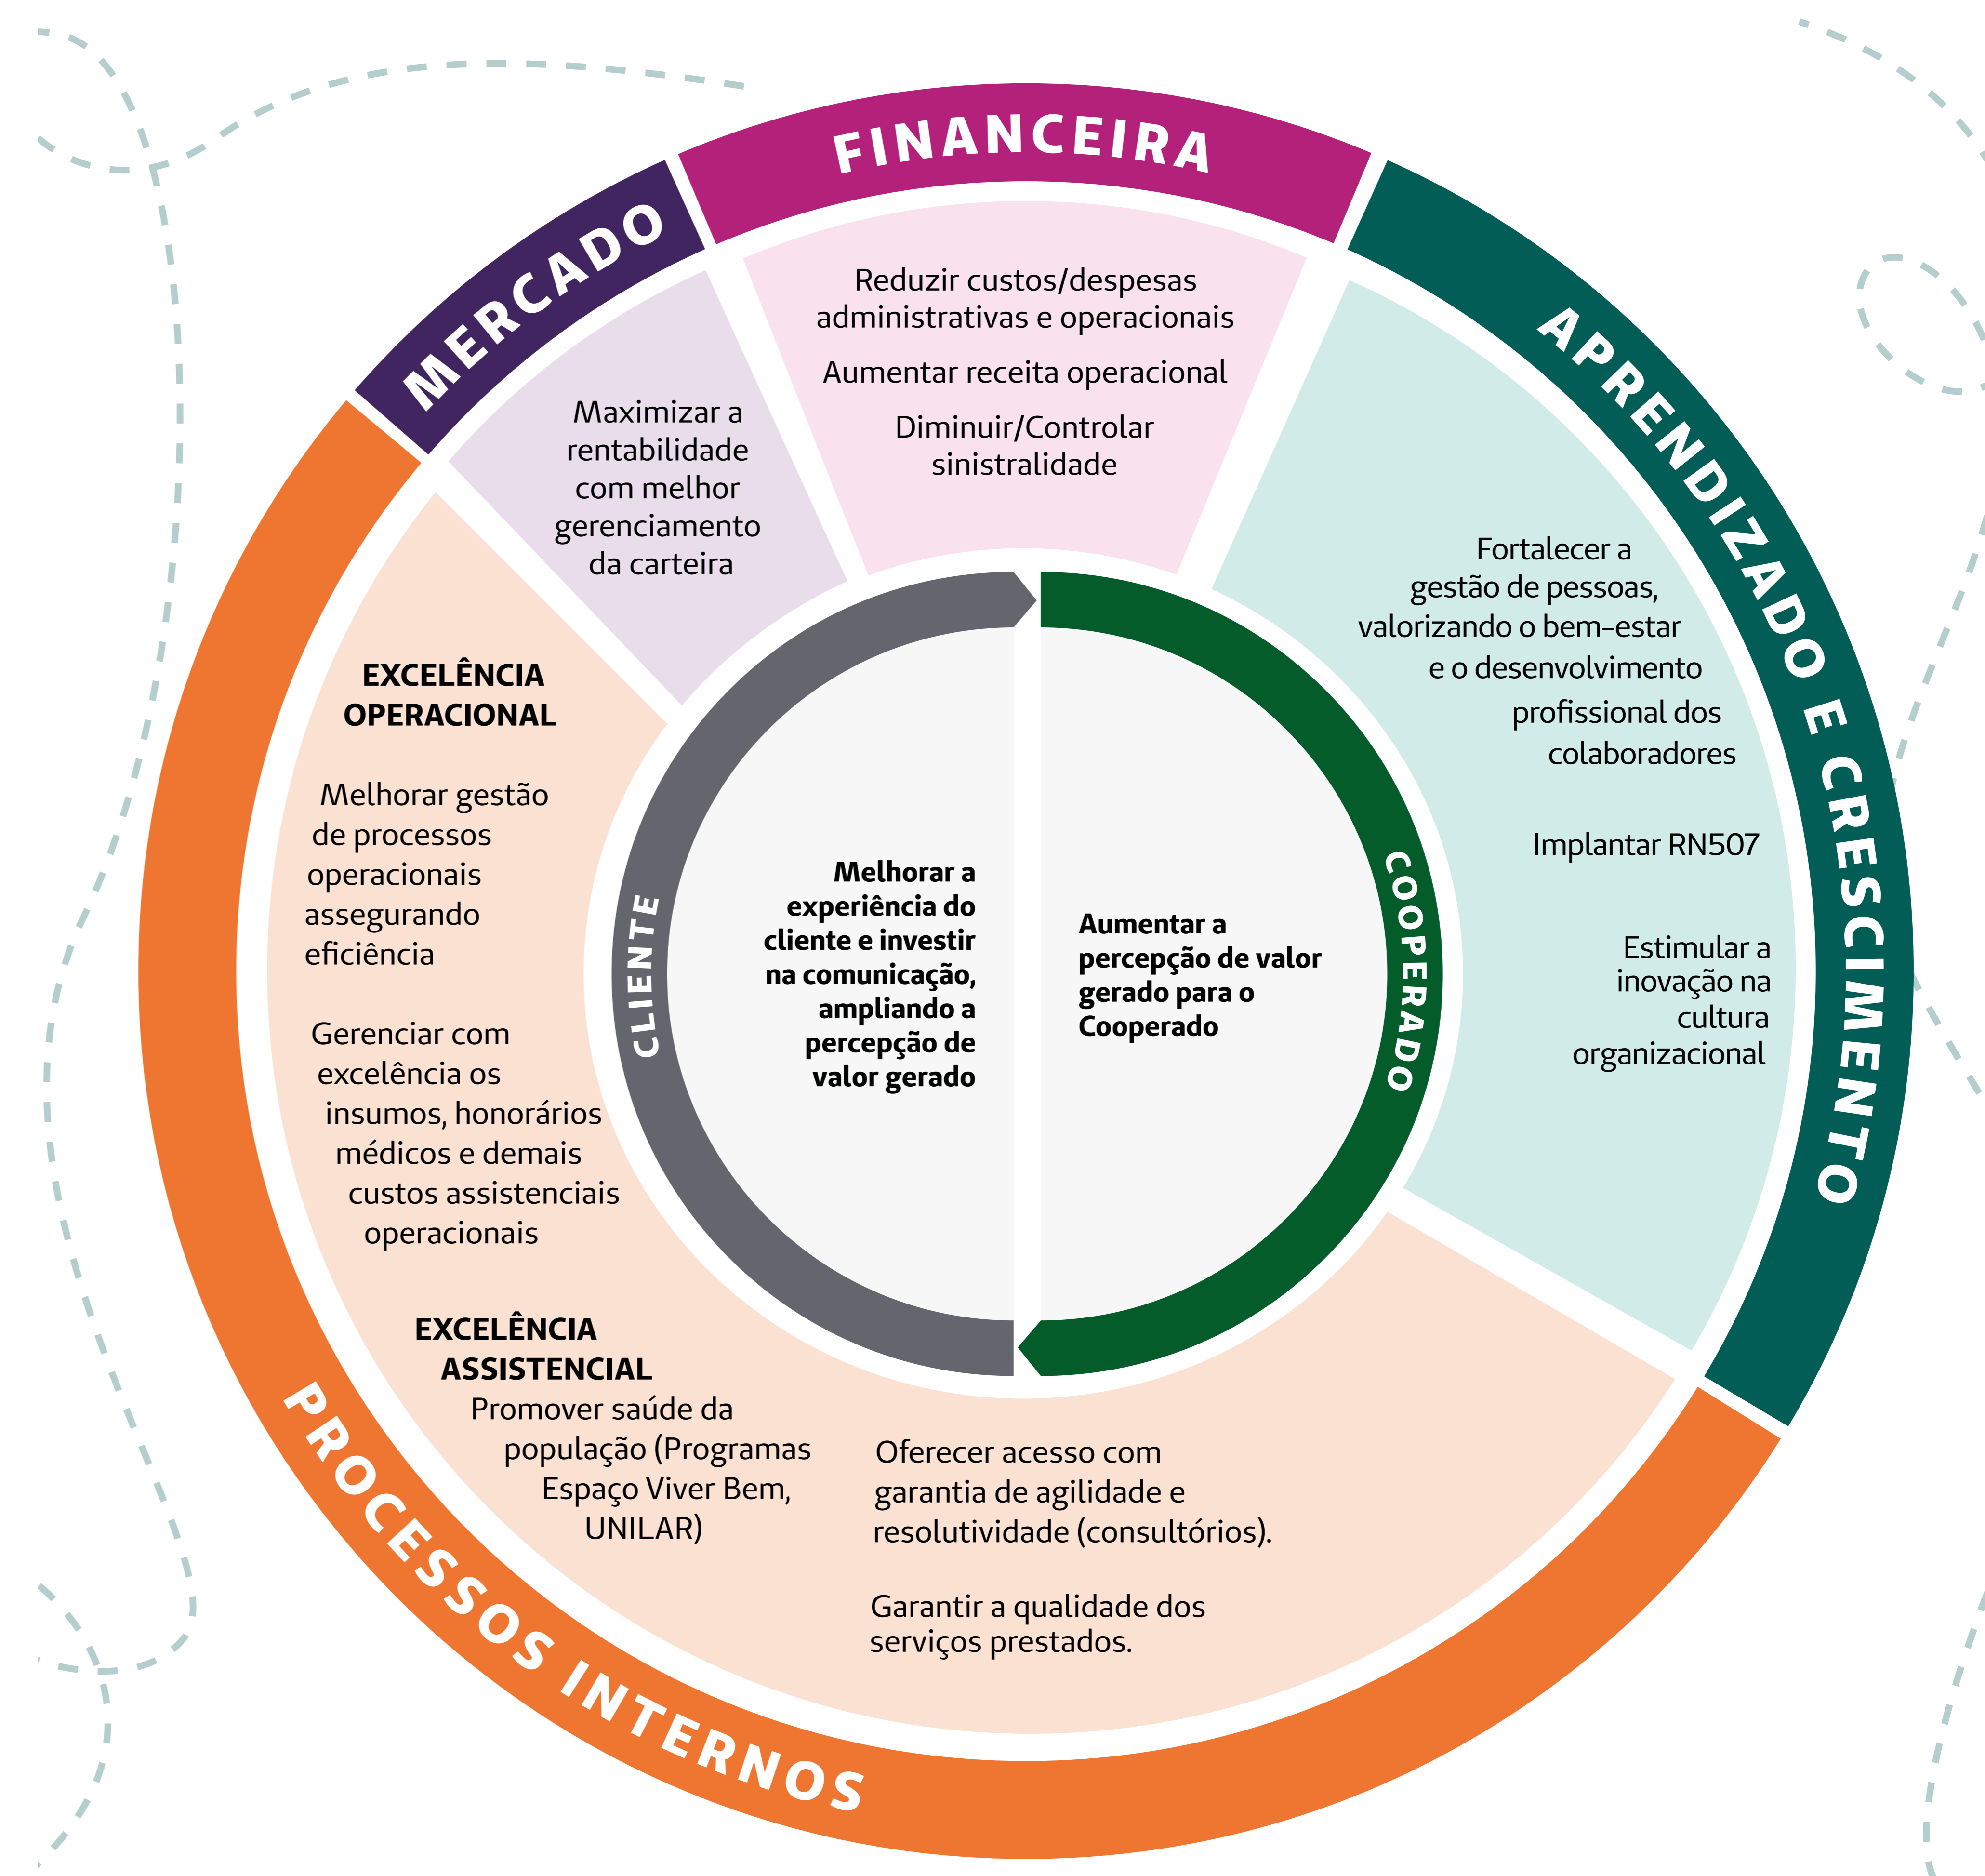 FINANCEIRA
Reduzir custos/despesas
administrativas e operacionais
Aumentar receita operacional
Diminuir/Controlar
sinistralidade
APRENDIZADO E CRESCIMENTO
Fortalecer a
gestão de pessoas,
valorizando o bem-estar
e o desenvolvimento
profissional dos
colaboradores
Implantar RN507
Estimular a
inovação na
cultura
organizacional
MERCADO
Maximizar a
rentabilidade
com melhor
gerenciamento
da carteira
PROCESSOS INTERNOS
EXCELÊNCIA
OPERACIONAL
Melhorar gestão
de processos
operacionais
assegurando
eficiência
Gerenciar com
excelência os
insumos, honorários
médicos e demais
custos assistenciais
operacionais
EXCELÊNCIA
ASSISTENCIAL
Promover saúde da
população (Programas
Espaço Viver Bem,
UNILAR)
Oferecer acesso com
garantia de agilidade e
resolutividade (consultórios).
Garantir a qualidade dos
serviços prestados.
CLIENTE
Melhorar a
experiência do
cliente e investir
na comunicação,
ampliando a
percepção de
valor gerado
COOPERADO
Aumentar a
percepção de valor
gerado para o
Cooperado